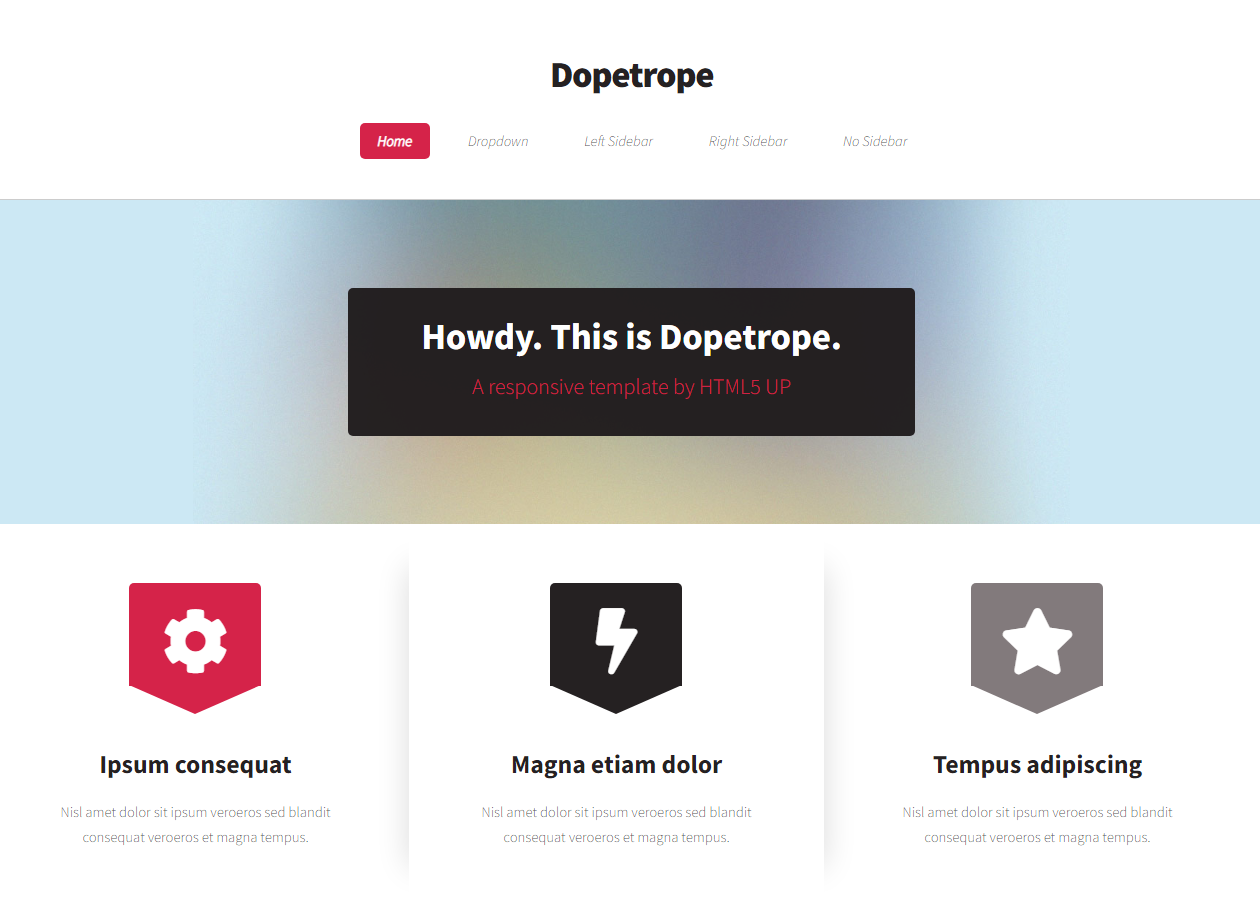 Dopetrope
Home Dropdown Left Sidebar Right Sidebar No Sidebar
Howdy. This is Dopetrope.
A responsive template by HTML5 UP
Ipsum consequat
Nisl amet dolor sit ipsum veroeros sed blandit
consequat veroeros et magna tempus.
Magna etiam dolor
Nisl amet dolor sit ipsum veroeros sed blandit
consequat veroeros et magna tempus.
Tempus adipiscing
Nisl amet dolor sit ipsum veroeros sed blandit
consequat veroeros et magna tempus.